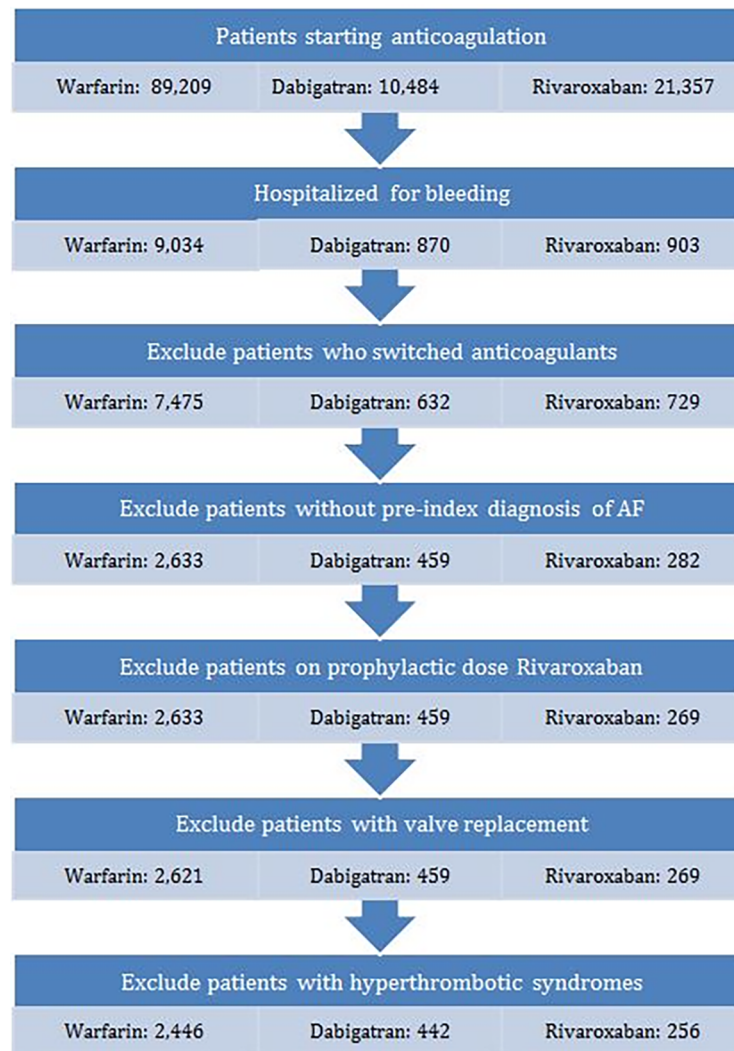 Patients starting anticoagulation
Warfarin: 89,209 Dabigatran: 10,484 Rivaroxaban: 21,357
Hospitalized for bleeding
Warfarin: 9,034 Dabigatran: 870 Rivaroxaban: 903
Exclude patients who switched anticoagulants
Warfarin: 7,475 Dabigatran: 632 Rivaroxaban: 729
Exclude patients without pre-index diagnosis of AF
Warfarin: 2,633 Dabigatran: 459 Rivaroxaban: 282
Exclude patients on prophylactic dose Rivaroxaban
Warfarin: 2,633 Dabigatran: 459 Rivaroxaban: 269
Exclude patients with valve replacement
Warfarin: 2,621 Dabigatran: 459 Rivaroxaban: 269
Exclude patients with hyperthrombotic syndromes
Warfarin: 2,446 Dabigatran: 442 Rivaroxaban: 256